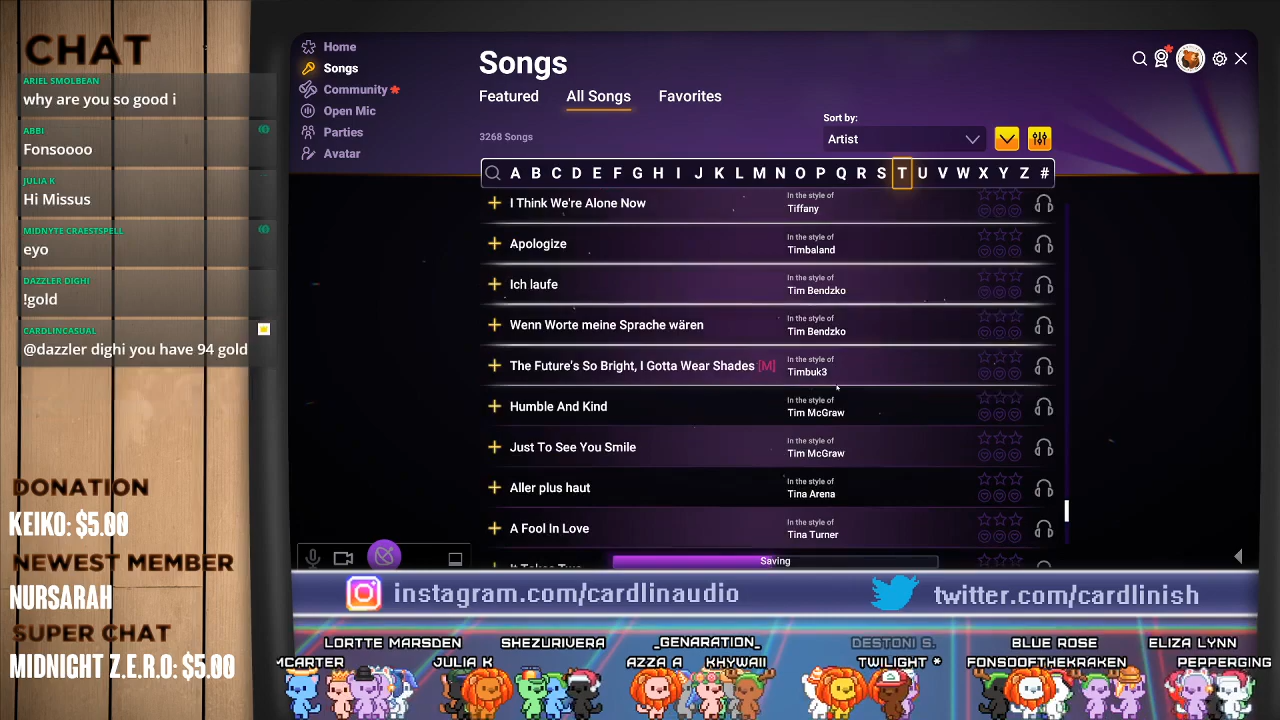 CHAT
ARIEL SMOLBEAN
why are you so good i
ABBI
Fonsoooo
JULIA K
Hi Missus
MIDNYTE CRAESTSPELL
eyo
DAZZLER DIGHI
!gold
CARDLINCASUAL
@dazzler dighi you have 94 gold
DONATION
KEIKO: $5.00
NEWEST MEMBER
NURSARAH
SUPER CHAT
MIDNIGHT Z.E.R.O: $5.00
Home
Songs
Community
Open Mic
Parties
Avatar
Songs
Featured
All Songs
Favorites
3268 Songs
Sort by:
Artist
A B C D E F G H I J K L M N O P Q R S T U V W X Y Z #
I Think We're Alone Now
In the style of
Tiffany
Apologize
In the style of
Timbaland
Ich laufe
In the style of
Tim Bendzko
Wenn Worte meine Sprache wären
In the style of
Tim Bendzko
The Future's So Bright, I Gotta Wear Shades [M]
In the style of
Timbuk3
Humble And Kind
In the style of
Tim McGraw
Just To See You Smile
In the style of
Tim McGraw
Aller plus haut
In the style of
Tina Arena
A Fool In Love
In the style of
Tina Turner
Saving
instagram.com/cardlinaudio
twitter.com/cardlinish
LORTTE MARSDEN
SHEZURIVERA
_GENARATION_
DESTONI S.
BLUE ROSE
ELIZA LYNN
MCARTER
JULIA K
AZZA A
KHYWAII
TWILIGHT *
FONSOOFTHEKRAKEN
PEPPERGING